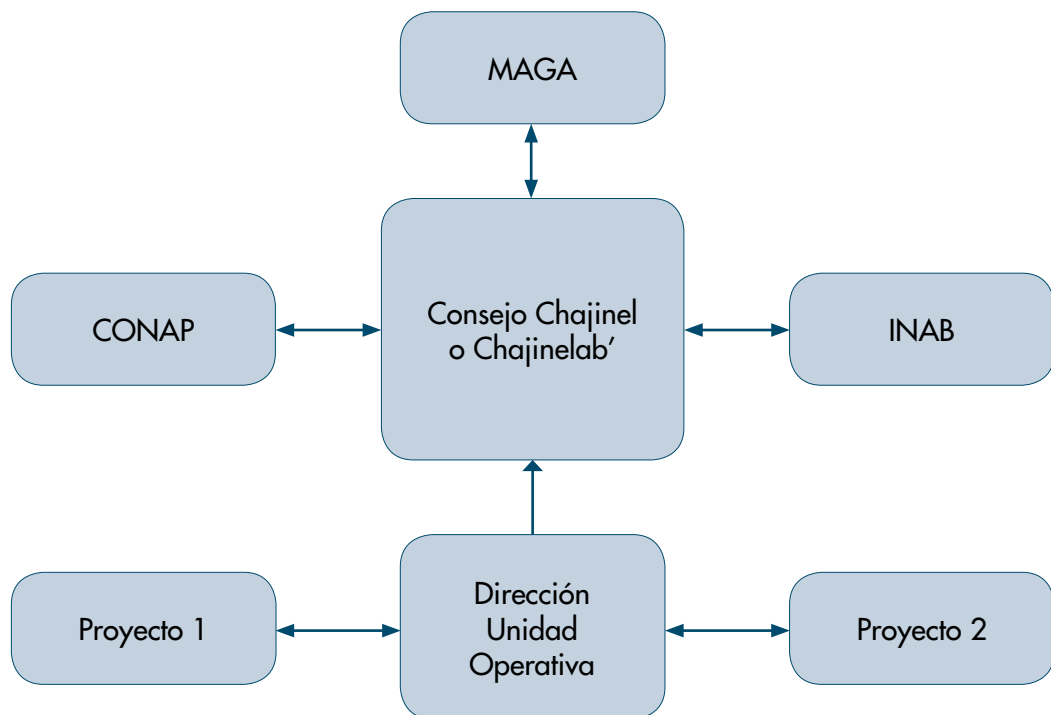 MAGA
CONAP
Consejo Chajinel
o Chajinelab’
INAB
Proyecto 1
Dirección
Unidad
Operativa
Proyecto 2